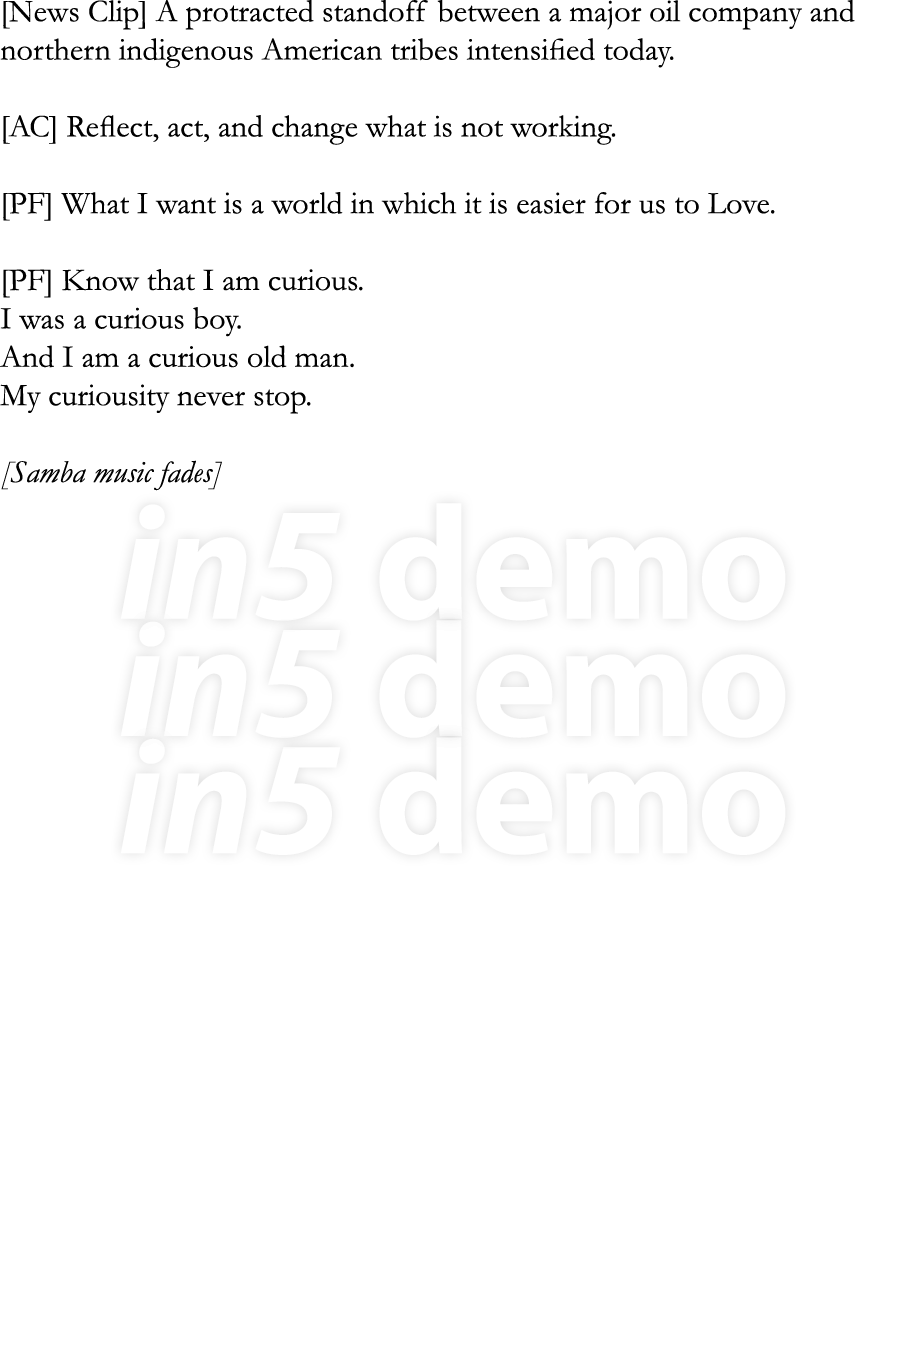 [News Clip] A protracted standoff between a major oil company and
northern indigenous American tribes intensified today.
[AC] Reflect, act, and change what is not working.
[PF] What I want is a world in which it is easier for us to Love.
[PF] Know that I am curious.
I was a curious boy.
And I am a curious old man.
My curiousity never stop.
[Samba music fades]
in5 demo
in5 demo
in5 demo